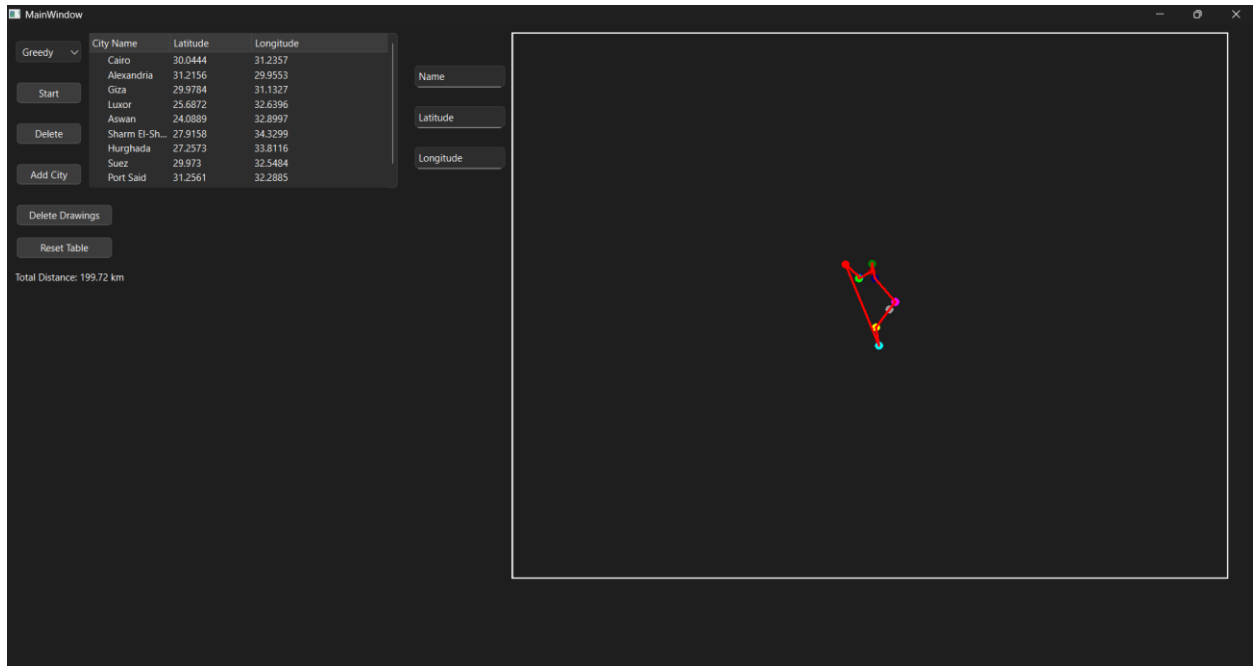 MainWindow
Greedy
Start
Delete
Add City
Delete Drawings
Reset Table
Total Distance: 199.72 km
City Name Latitude Longitude
Cairo 30.0444 31.2357
Alexandria 31.2156 29.9553
Giza 29.9784 31.1327
Luxor 25.6872 32.6396
Aswan 24.0889 32.8997
Sharm El-Sh... 27.9158 34.3299
Hurghada 27.2573 33.8116
Suez 29.973 32.5484
Port Said 31.2561 32.2885
Name
Latitude
Longitude